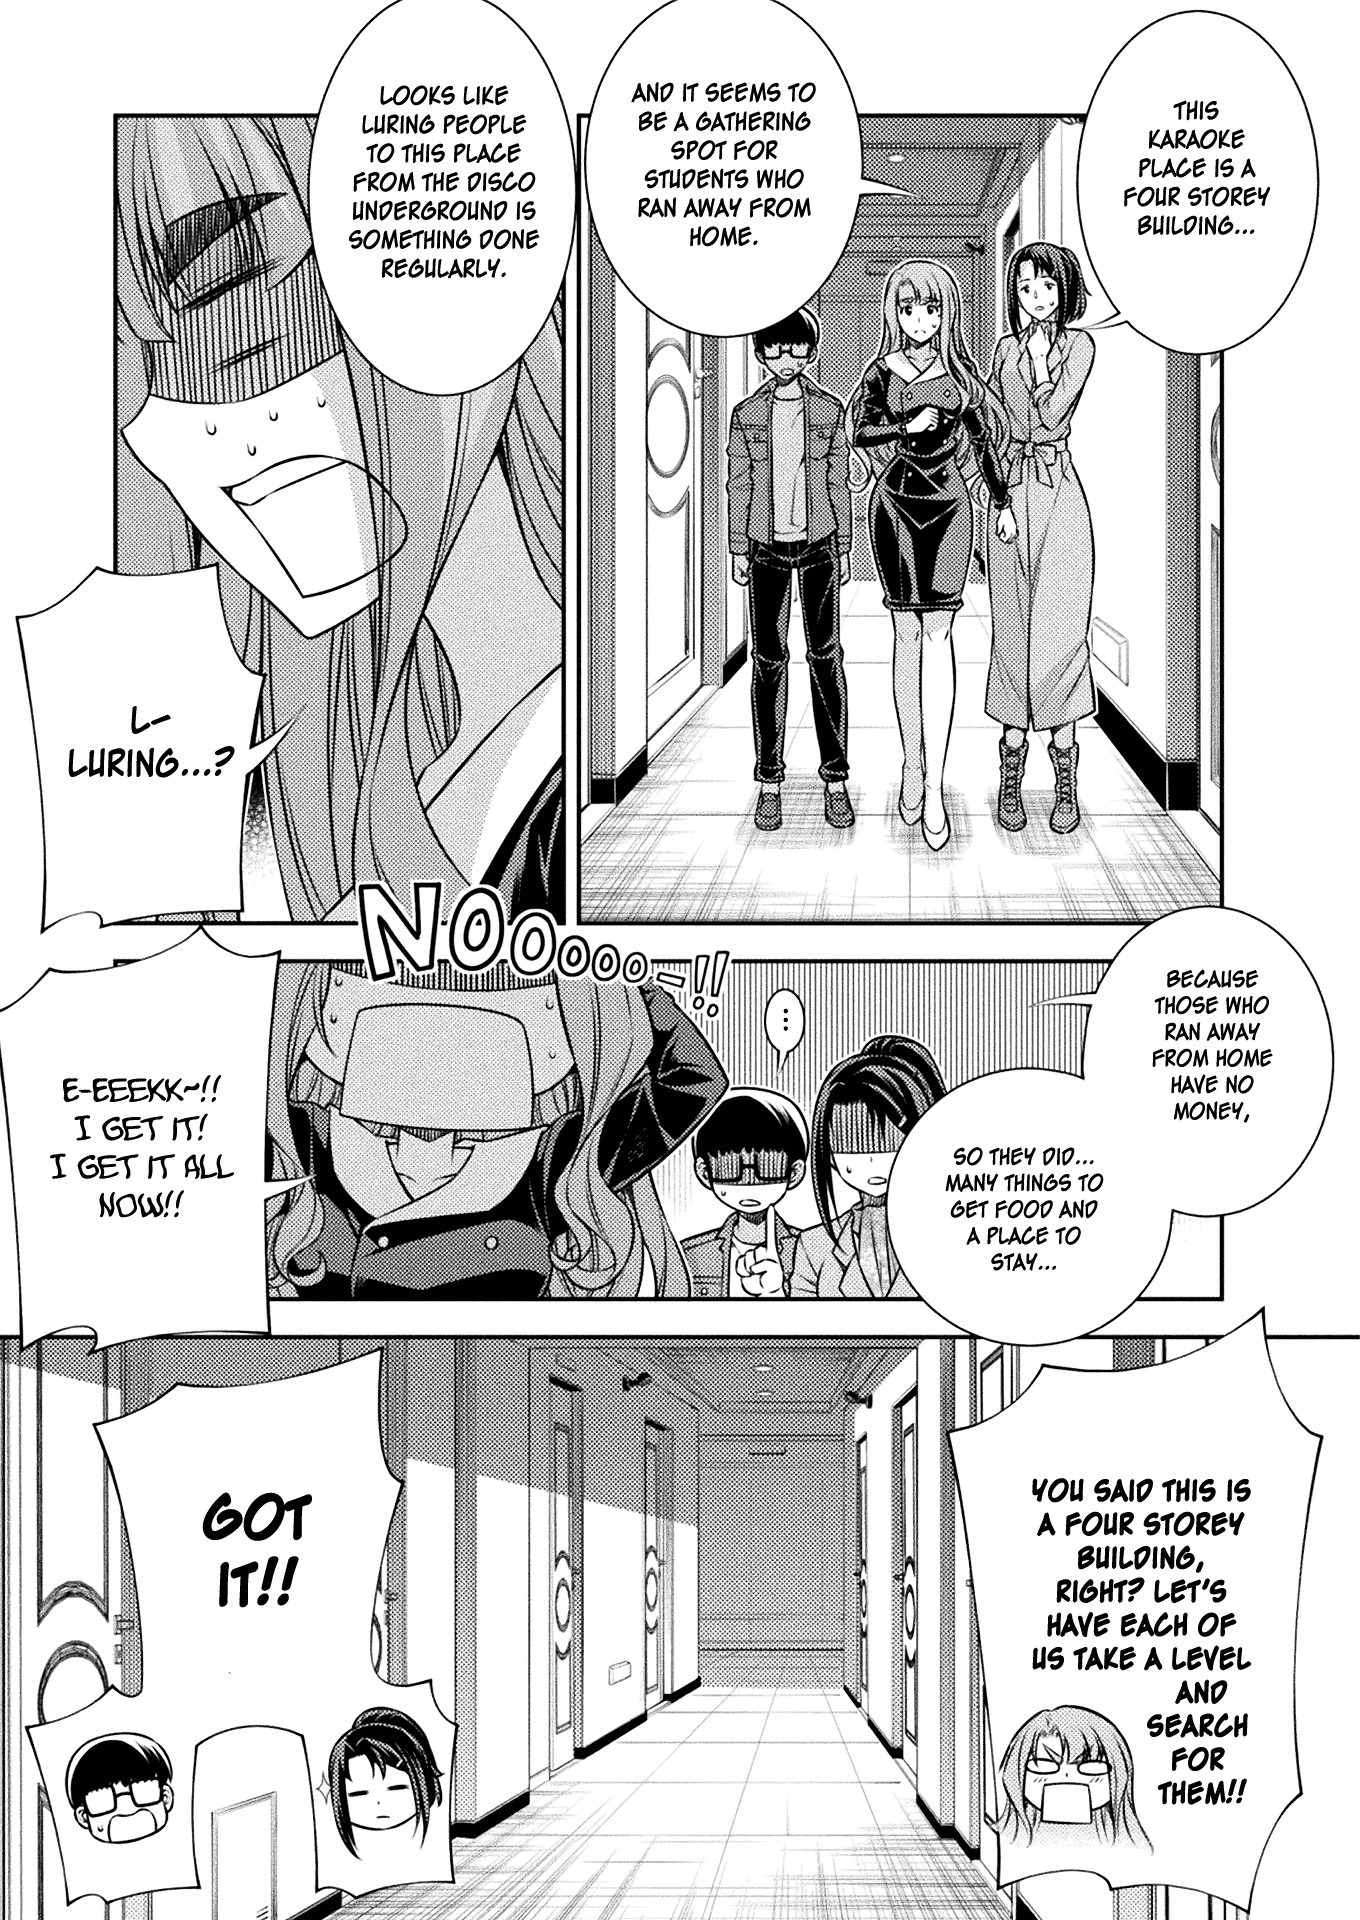 THIS
KARAOKE
PLACE IS A
FOUR STOREY
BUILDING...
AND IT SEEMS TO
BE A GATHERING
SPOT FOR
STUDENTS WHO
RAN AWAY FROM
HOME.
LOOKS LIKE
LURING PEOPLE
TO THIS PLACE
FROM THE DISCO
UNDERGROUND IS
SOMETHING DONE
REGULARLY.
L-
LURING...?
BECAUSE
THOSE WHO
RAN AWAY
FROM HOME
HAVE NO
MONEY,
SO THEY DID...
MANY THINGS TO
GET FOOD AND
A PLACE TO
STAY...
...
NOOOOOO-!!
E-EEEKK~!!
I GET IT!
I GET IT ALL
NOW!!
YOU SAID THIS IS
A FOUR STOREY
BUILDING,
RIGHT? LET'S
HAVE EACH OF
US TAKE A LEVEL
AND
SEARCH
FOR
THEM!!
GOT
IT!!